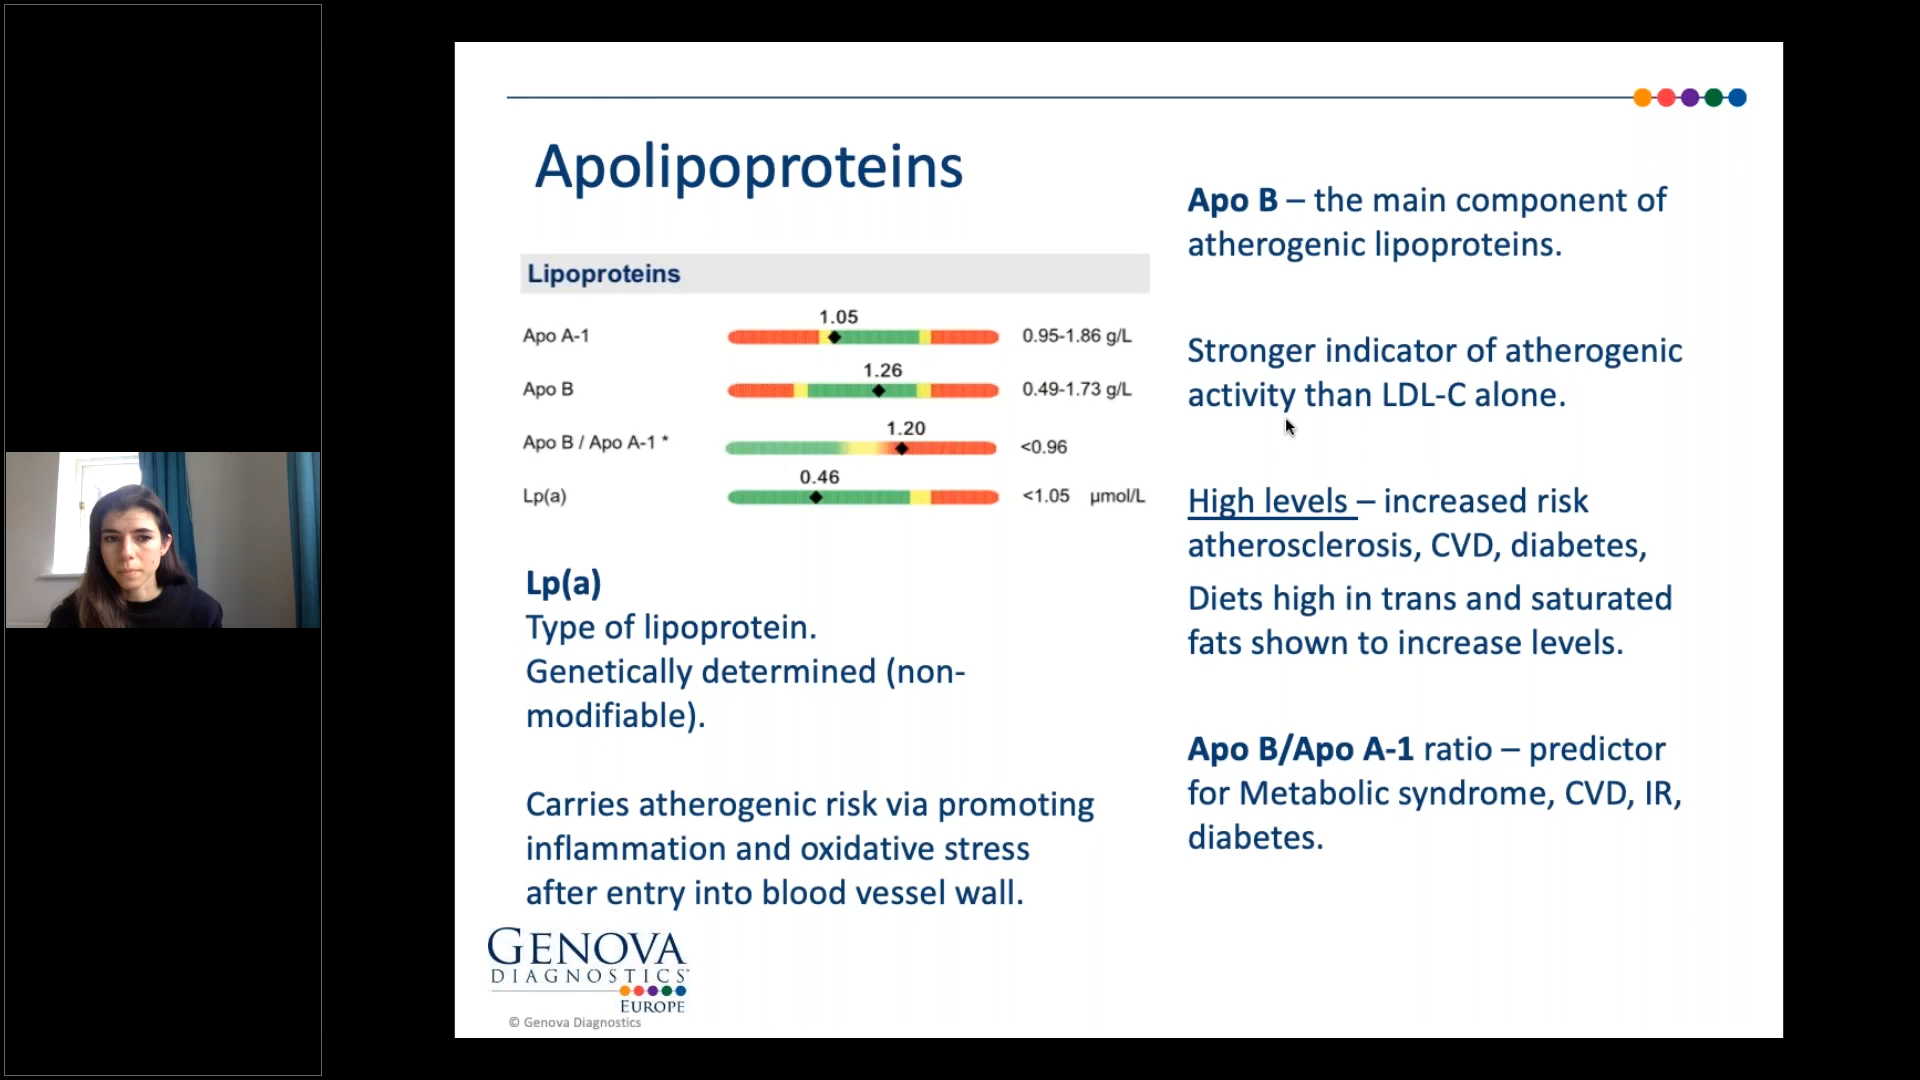 Apolipoproteins
Lipoproteins
1.05
Apo A-1 0.95-1.86 g/L
1.26
Apo B 0.49-1.73 g/L
1.20
Apo B / Apo A-1 * <0.96
0.46
Lp(a) <1.05 µmol/L
Lp(a)
Type of lipoprotein.
Genetically determined (non-
modifiable).
Carries atherogenic risk via promoting
inflammation and oxidative stress
after entry into blood vessel wall.
Apo B – the main component of
atherogenic lipoproteins.
Stronger indicator of atherogenic
activity than LDL-C alone.
High levels – increased risk
atherosclerosis, CVD, diabetes,
Diets high in trans and saturated
fats shown to increase levels.
Apo B/Apo A-1 ratio – predictor
for Metabolic syndrome, CVD, IR,
diabetes.
GENOVA
DIAGNOSTICS
EUROPE
© Genova Diagnostics